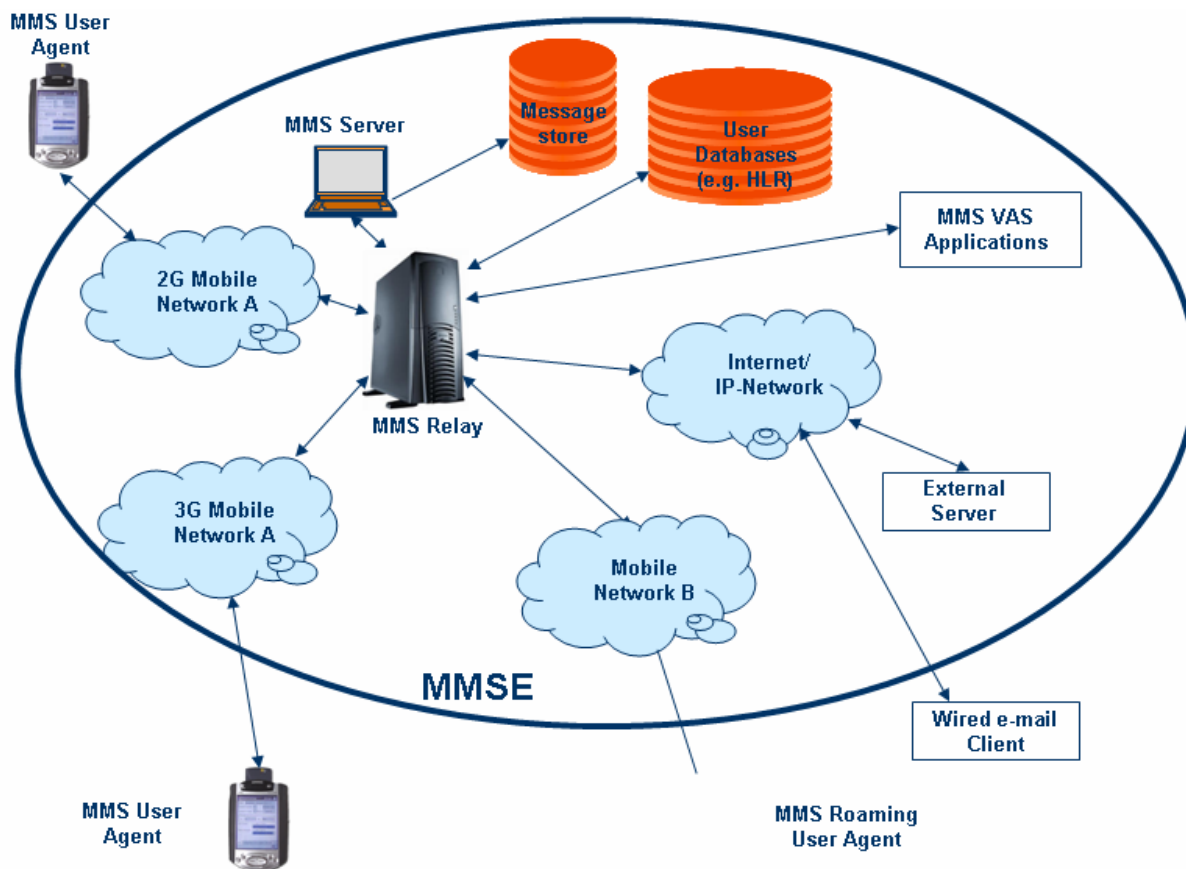 MMS User
Agent
MMS Server
Message
store
User
Databases
(e.g. HLR)
MMS VAS
Applications
2G Mobile
Network A
Internet/
IP-Network
MMS Relay
3G Mobile
Network A
External
Server
Mobile
Network B
MMSE
Wired e-mail
Client
MMS User
Agent
MMS Roaming
User Agent